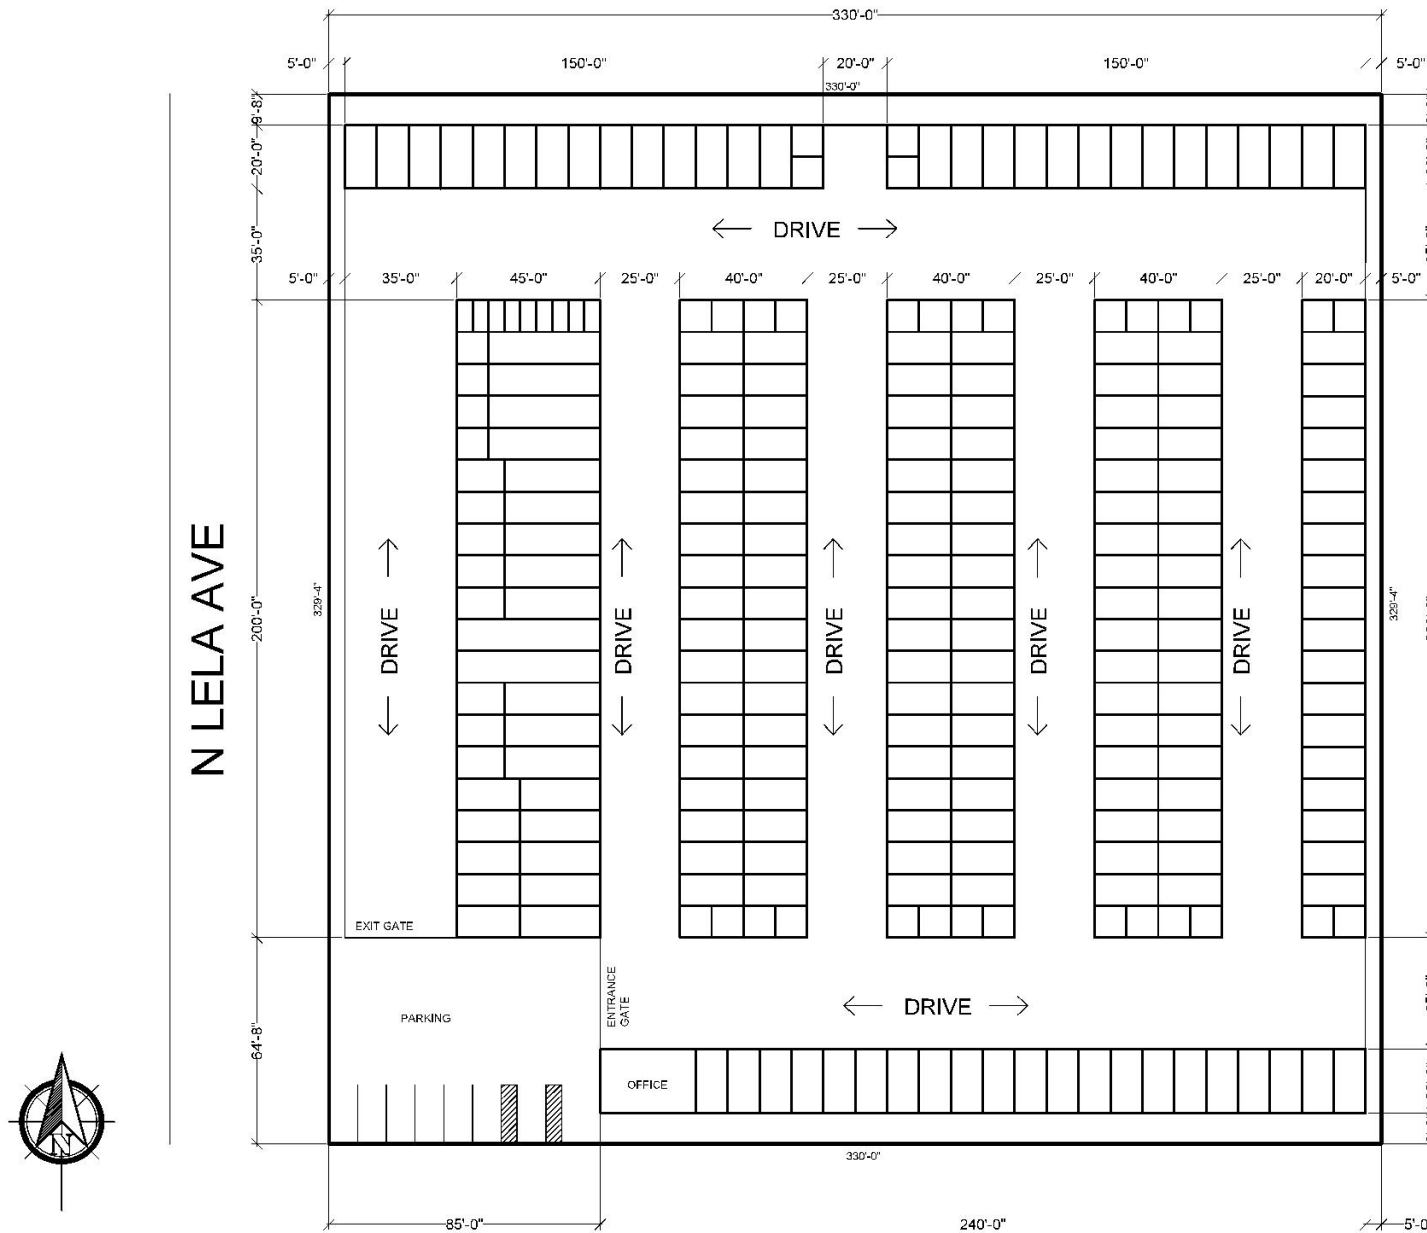 330'-0"
5'-0" 150'-0" 20'-0" 150'-0" 5'-0"
330'-0"
9'-8"
20'-0"
35'-0"
DRIVE
5'-0" 35'-0" 45'-0" 25'-0" 40'-0" 25'-0" 40'-0" 25'-0" 40'-0" 25'-0" 20'-0" 5'-0"
N LELA AVE
200'-0"
329'-4"
DRIVE
DRIVE
DRIVE
DRIVE
DRIVE
329'-4"
EXIT GATE
ENTRANCE
GATE
DRIVE
PARKING
64'-8"
OFFICE
N
330'-0"
85'-0" 240'-0"